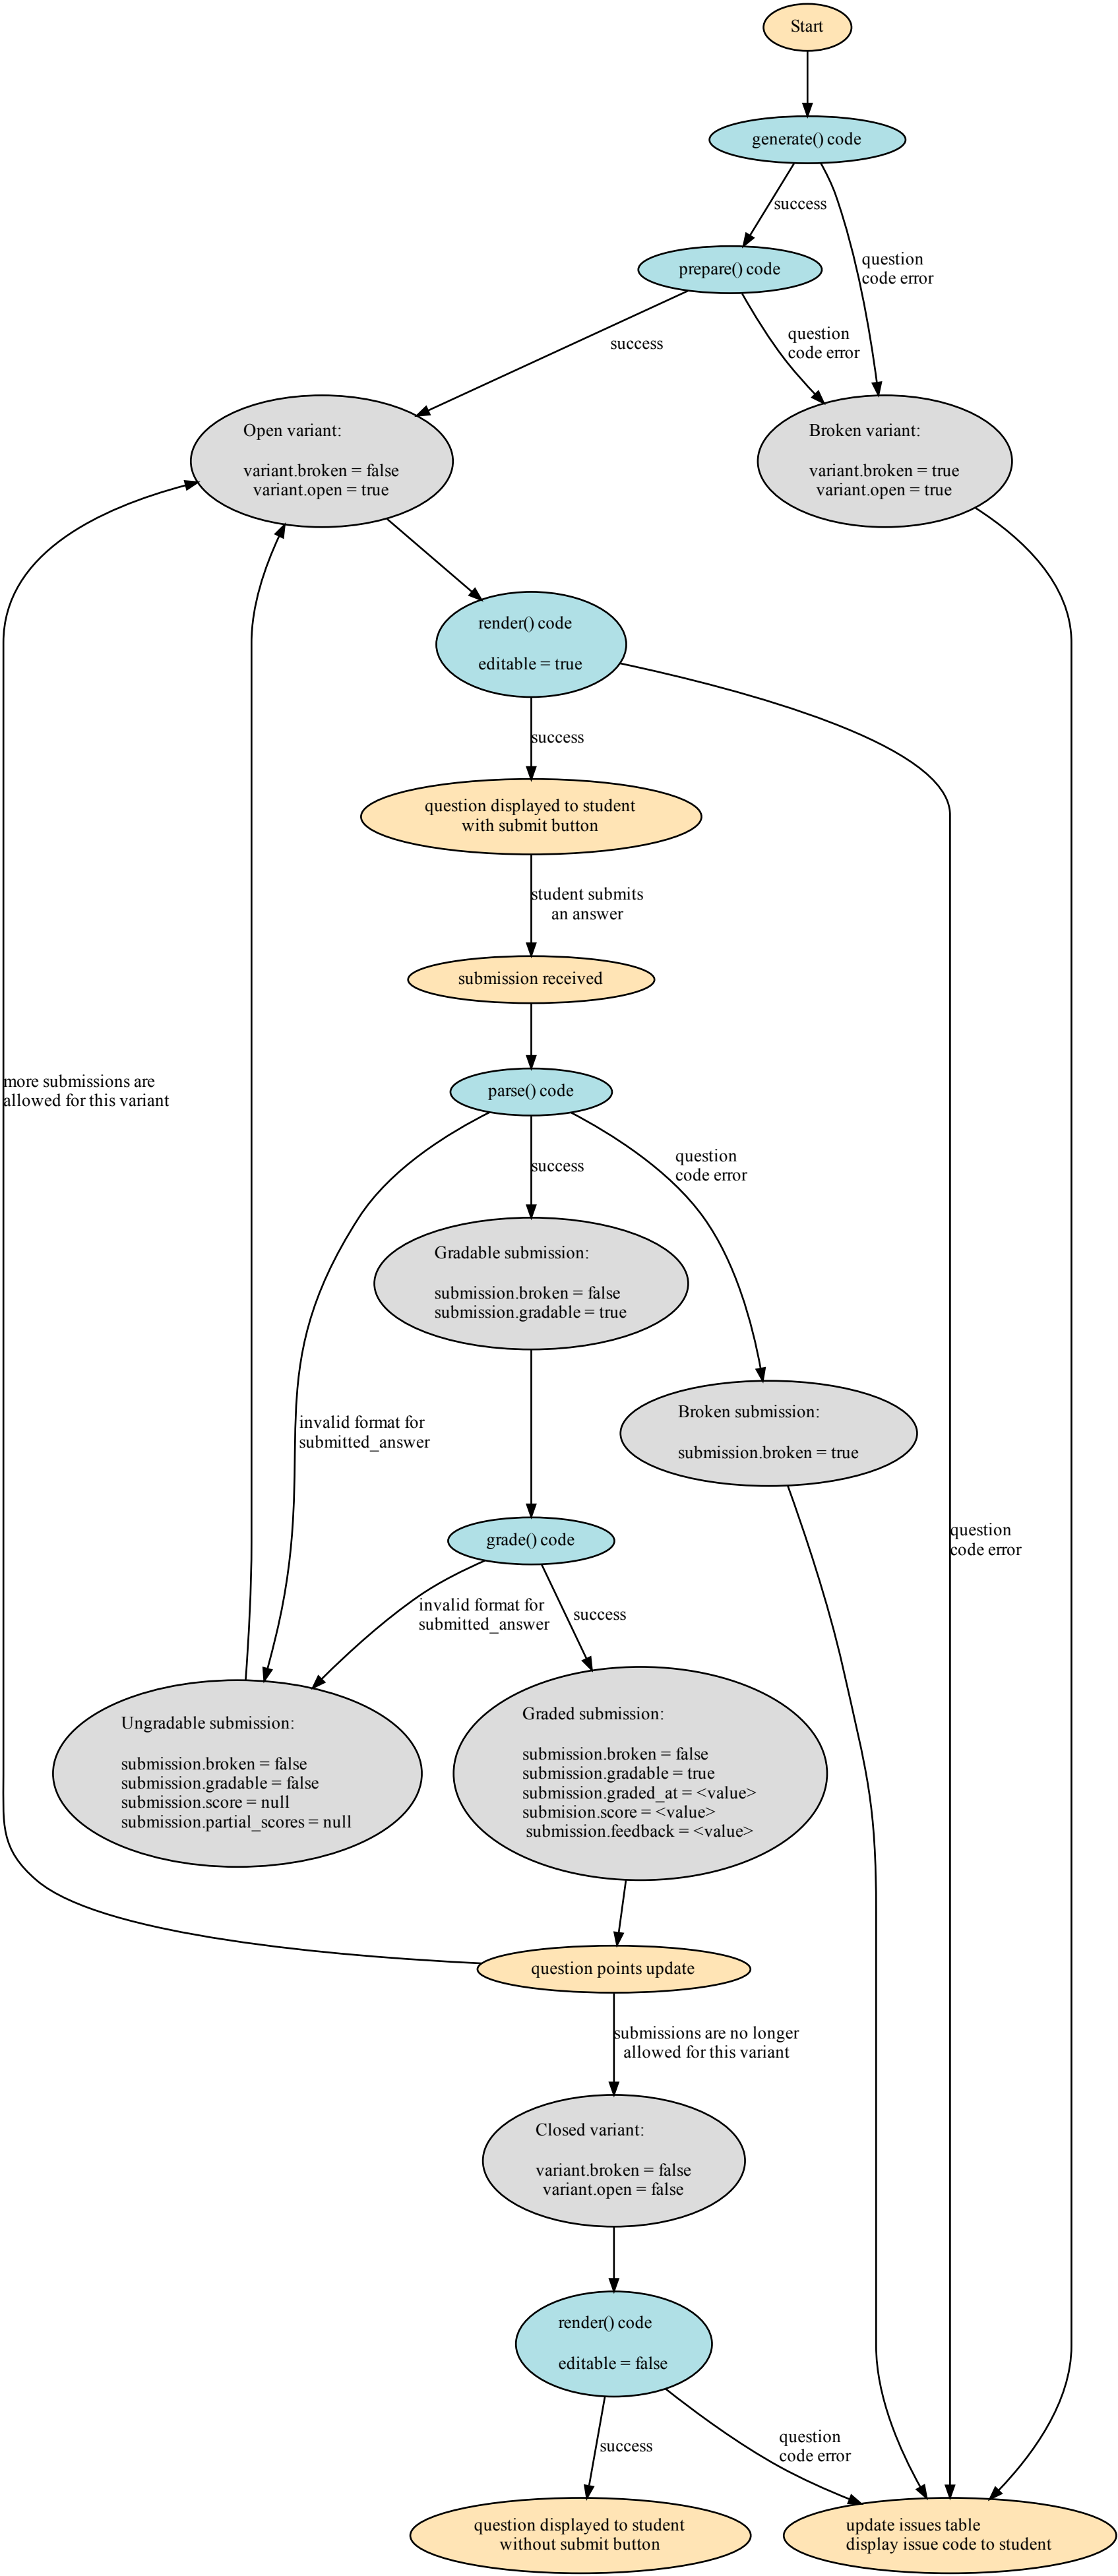 Start
generate() code
success
question
code error
prepare() code
success
question
code error
Open variant:
variant.broken = false
variant.open = true
Broken variant:
variant.broken = true
variant.open = true
render() code
editable = true
success
question displayed to student
with submit button
student submits
an answer
submission received
more submissions are
allowed for this variant
parse() code
success
question
code error
Gradable submission:
submission.broken = false
submission.gradable = true
invalid format for
submitted_answer
Broken submission:
submission.broken = true
question
code error
grade() code
invalid format for
submitted_answer
success
Ungradable submission:
submission.broken = false
submission.gradable = false
submission.score = null
submission.partial_scores = null
Graded submission:
submission.broken = false
submission.gradable = true
submission.graded_at = <value>
submision.score = <value>
submission.feedback = <value>
question points update
submissions are no longer
allowed for this variant
Closed variant:
variant.broken = false
variant.open = false
render() code
editable = false
success
question
code error
question displayed to student
without submit button
update issues table
display issue code to student